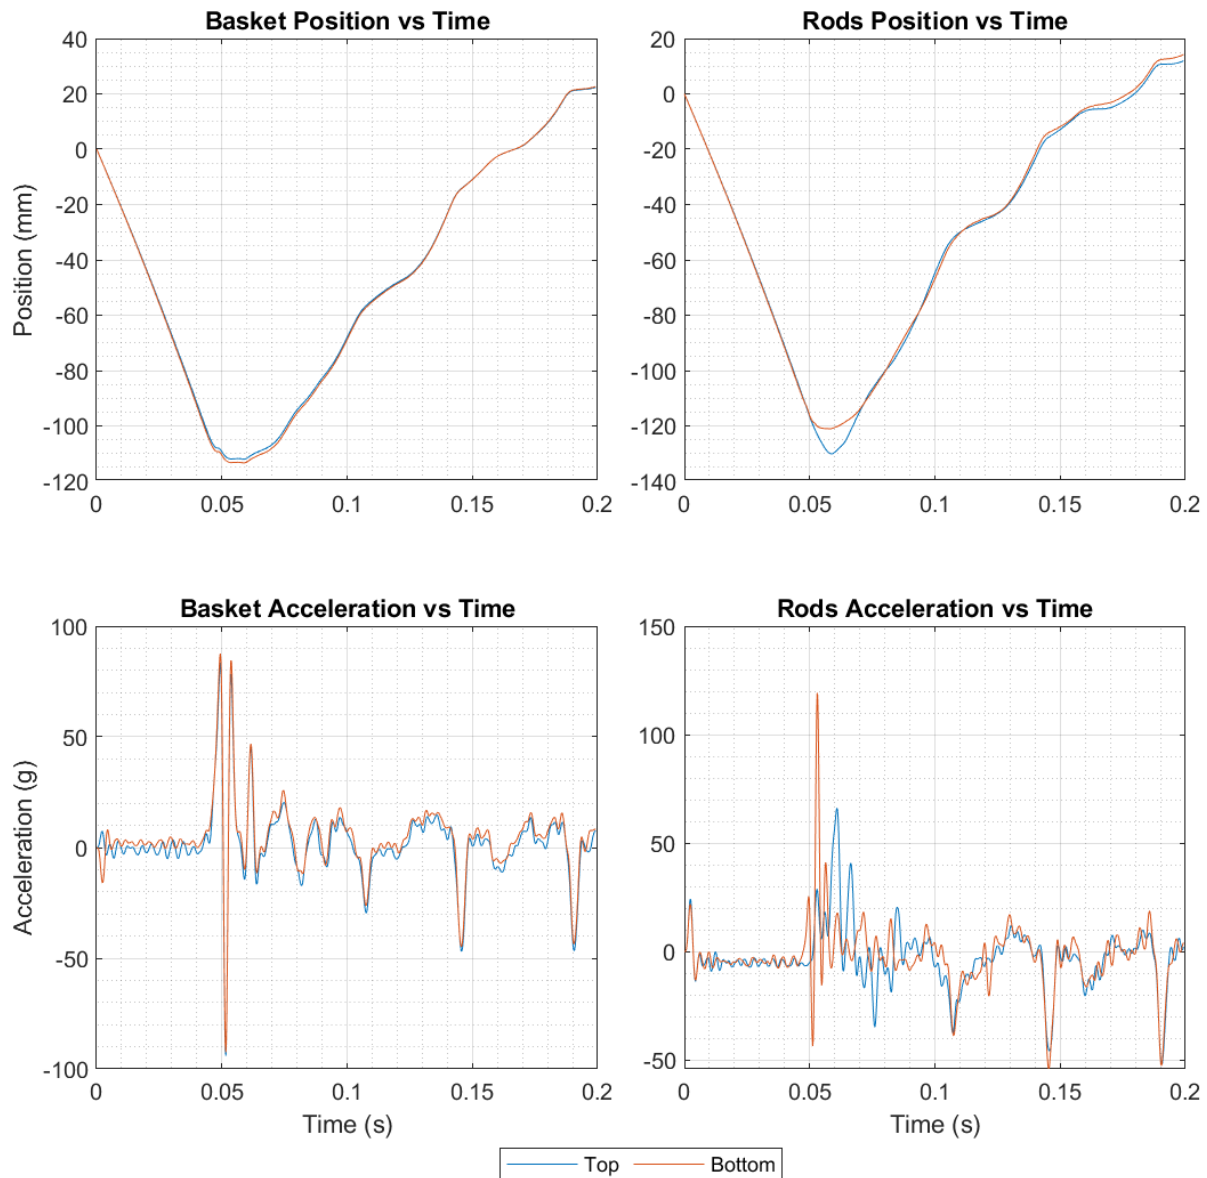 Basket Position vs Time
Rods Position vs Time
40
20
0
-20
-40
-60
-80
-100
-120
Position (mm)
0 0.05 0.1 0.15 0.2
20
0
-20
-40
-60
-80
-100
-120
-140
0 0.05 0.1 0.15 0.2
Basket Acceleration vs Time
Rods Acceleration vs Time
100
50
0
-50
-100
Acceleration (g)
0 0.05 0.1 0.15 0.2
Time (s)
150
100
50
0
-50
0 0.05 0.1 0.15 0.2
Time (s)
Top Bottom